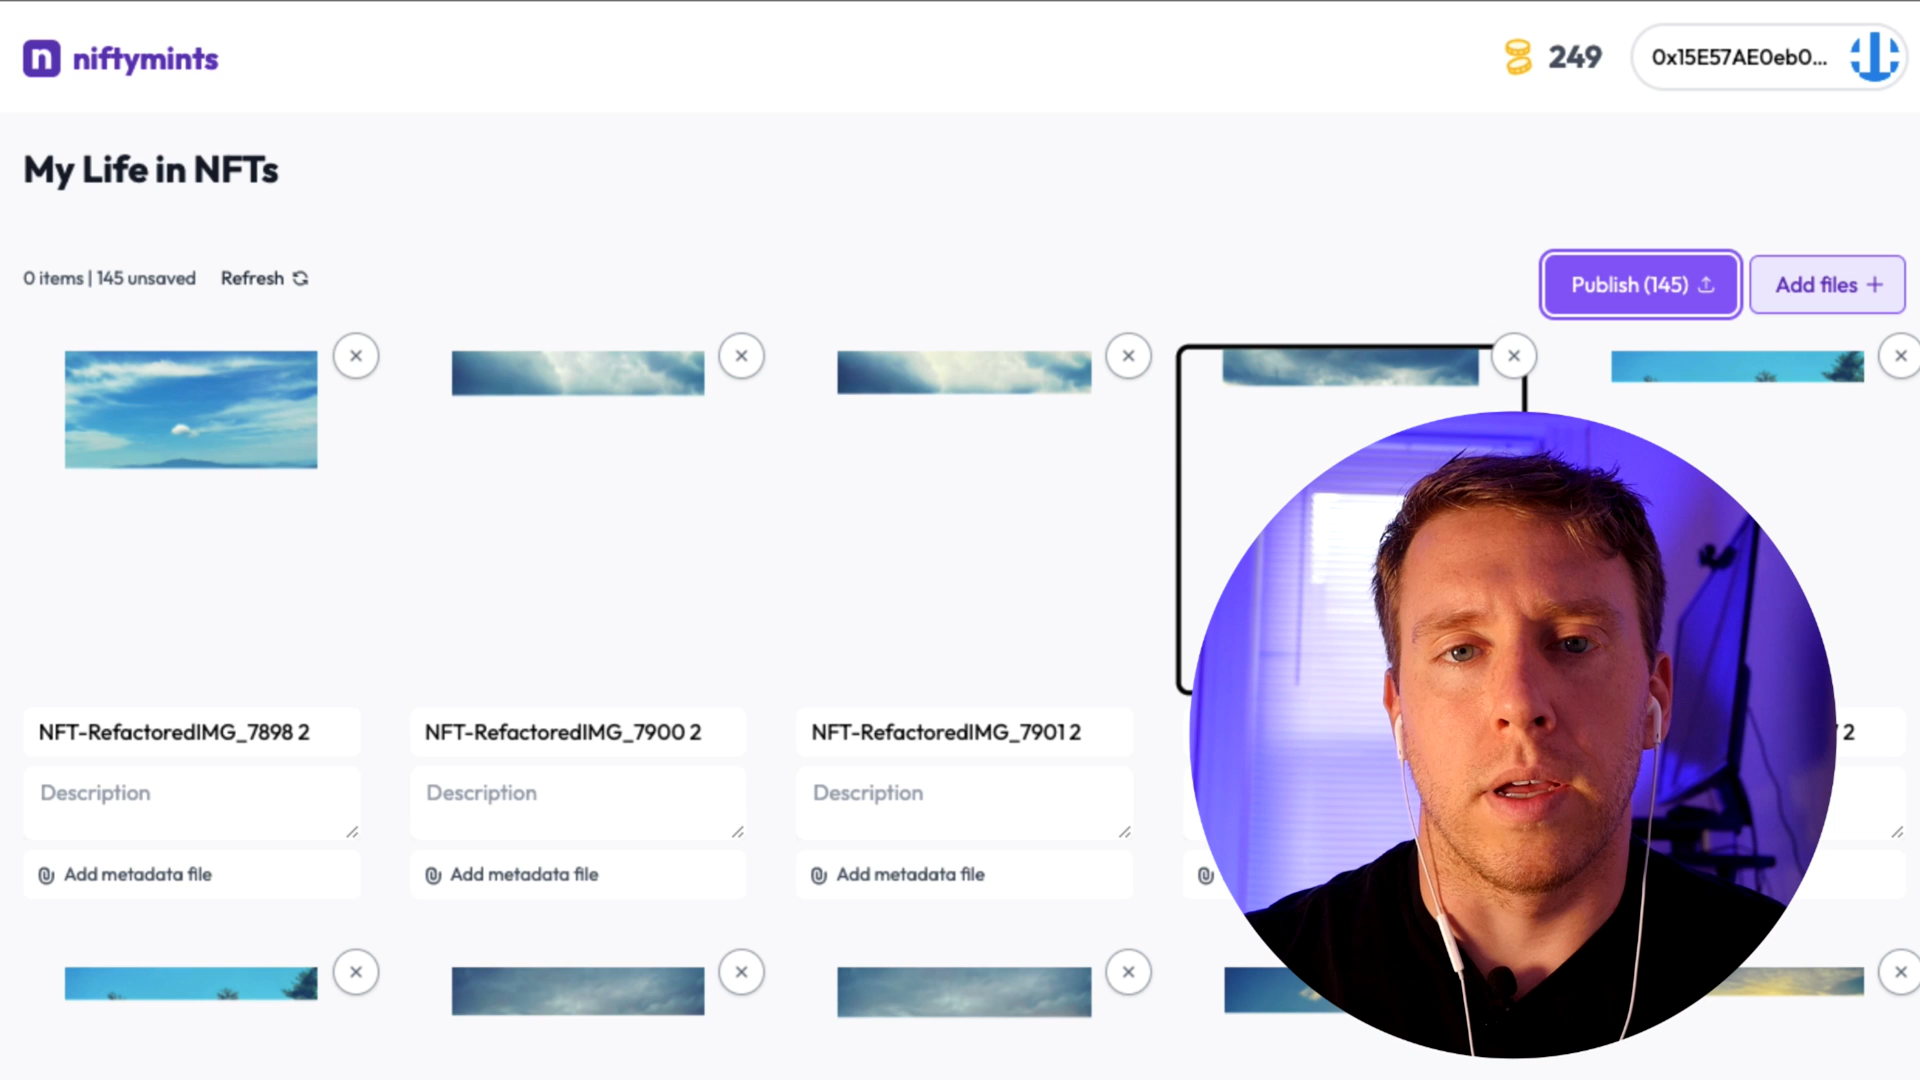 niftymints
249
0x15E57AE0eb0...
My Life in NFTs
0 items | 145 unsaved Refresh
Publish (145)
Add files +
NFT-RefactoredIMG_7898 2
NFT-RefactoredIMG_7900 2
NFT-RefactoredIMG_7901 2
2
Description
Description
Description
Add metadata file
Add metadata file
Add metadata file